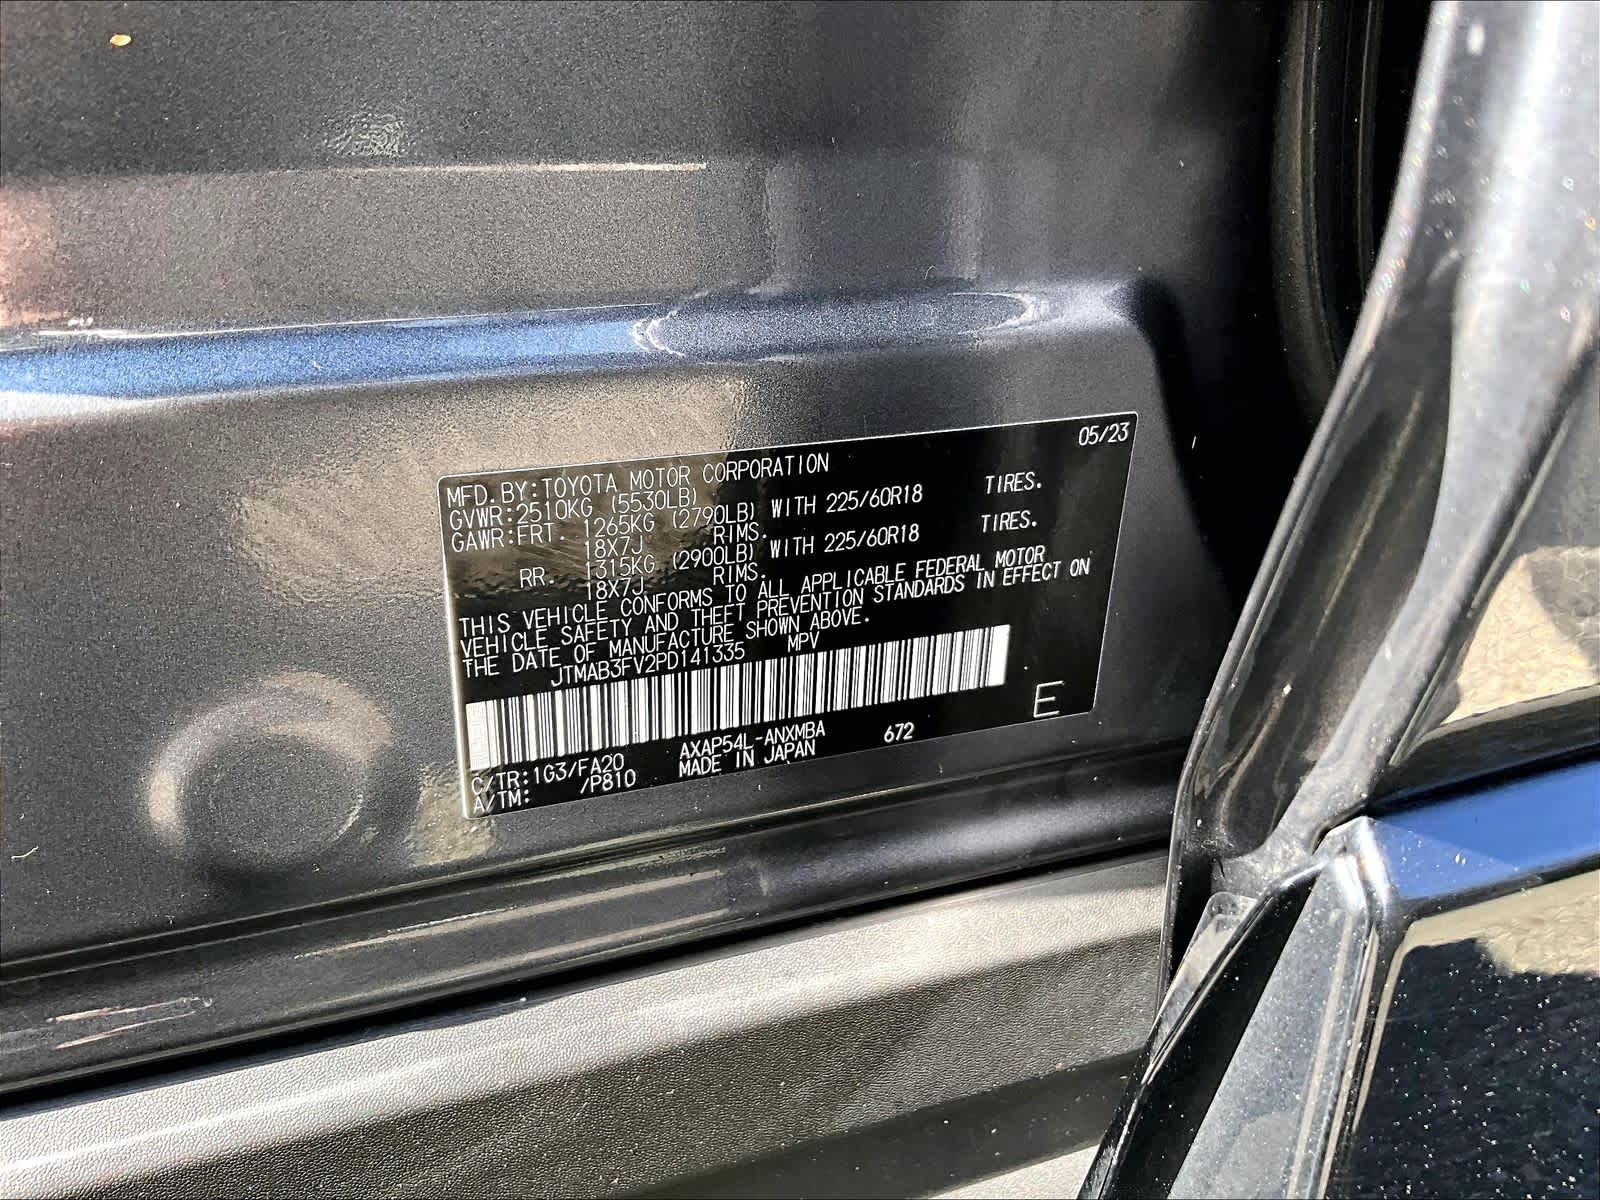 05/23
MFD.BY:TOYOTA MOTOR CORPORATION
GVWR:2510KG (5530LB)
GAWR:FRT. 1265KG (2790LB) WITH 225/60R18 TIRES.
18X7J RIMS.
RR. 1315KG (2900LB) WITH 225/60R18 TIRES.
18X7J RIMS.
THIS VEHICLE CONFORMS TO ALL APPLICABLE FEDERAL MOTOR
VEHICLE SAFETY AND THEFT PREVENTION STANDARDS IN EFFECT ON
THE DATE OF MANUFACTURE SHOWN ABOVE.
JTMAB3FV2PD141335 MPV
E
C/TR:1G3/FA20 AXAP54L-ANXMBA 672
A/TM: /P810 MADE IN JAPAN